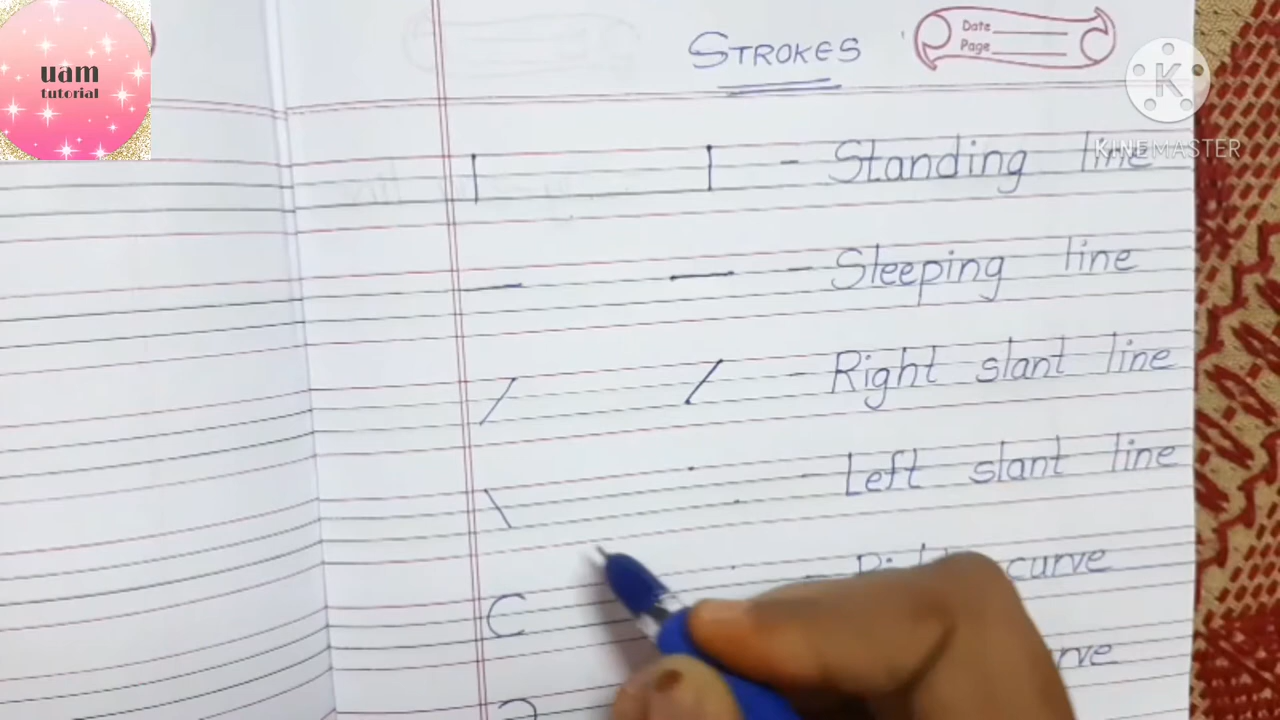 uam
tutorial
STROKES
Date
Page
K
KINEMASTER
- Standing line
- Sleeping line
- Right slant line
- Left slant line
curve